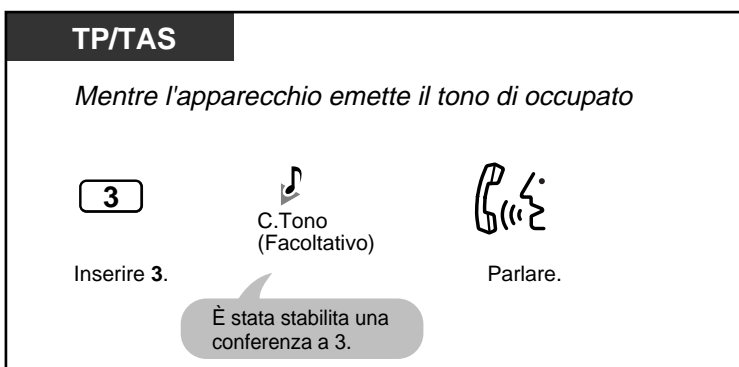 TP/TAS
Mentre l'apparecchio emette il tono di occupato
3
C.Tono
(Facoltativo)
Inserire 3.
Parlare.
È stata stabilita una
conferenza a 3.